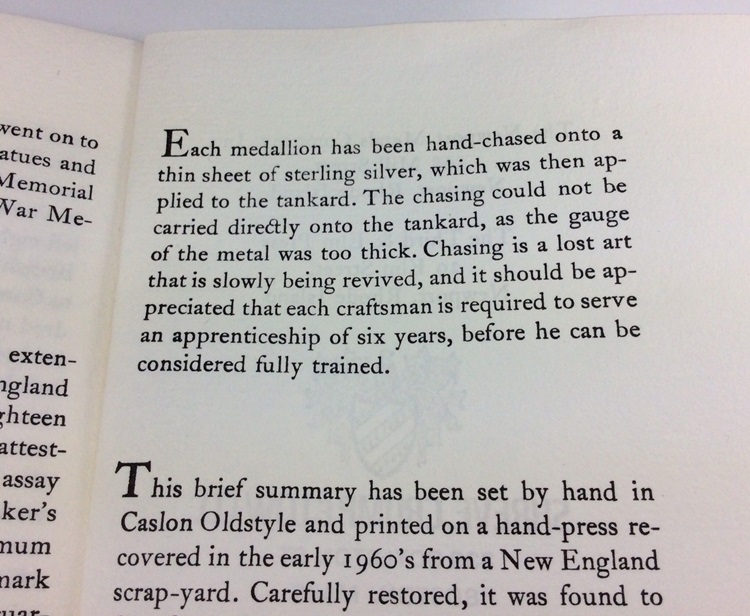 went on to
atues and
Memorial
War Me-
exten-
ngland
ghteen
attest-
assay
ker's
mum
mark
Each medallion has been hand-chased onto a
thin sheet of sterling silver, which was then ap-
plied to the tankard. The chasing could not be
carried directly onto the tankard, as the gauge
of the metal was too thick. Chasing is a lost art
that is slowly being revived, and it should be ap-
preciated that each craftsman is required to serve
an apprenticeship of six years, before he can be
considered fully trained.
This brief summary has been set by hand in
Caslon Oldstyle and printed on a hand-press re-
covered in the early 1960's from a New England
scrap-yard. Carefully restored, it was found to